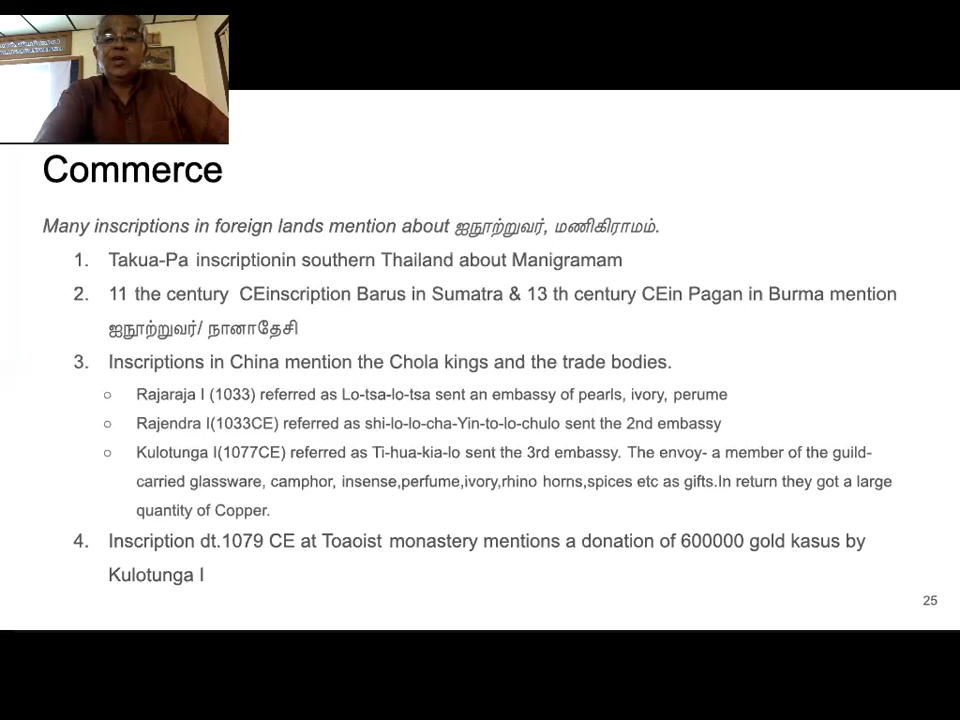 Commerce
Many inscriptions in foreign lands mention about ஐநூற்றுவர், மணிகிராமம்.
1. Takua-Pa inscriptionin southern Thailand about Manigramam
2. 11 the century CEinscription Barus in Sumatra & 13 th century CEin Pagan in Burma mention
ஐநூற்றுவர்/ நானாதேசி
3. Inscriptions in China mention the Chola kings and the trade bodies.
○ Rajaraja I (1033) referred as Lo-tsa-lo-tsa sent an embassy of pearls, ivory, perume
○ Rajendra I(1033CE) referred as shi-lo-lo-cha-Yin-to-lo-chulo sent the 2nd embassy
○ Kulotunga I(1077CE) referred as Ti-hua-kia-lo sent the 3rd embassy. The envoy- a member of the guild-
carried glassware, camphor, insense,perfume,ivory,rhino horns,spices etc as gifts.In return they got a large
quantity of Copper.
4. Inscription dt.1079 CE at Toaoist monastery mentions a donation of 600000 gold kasus by
Kulotunga I
25